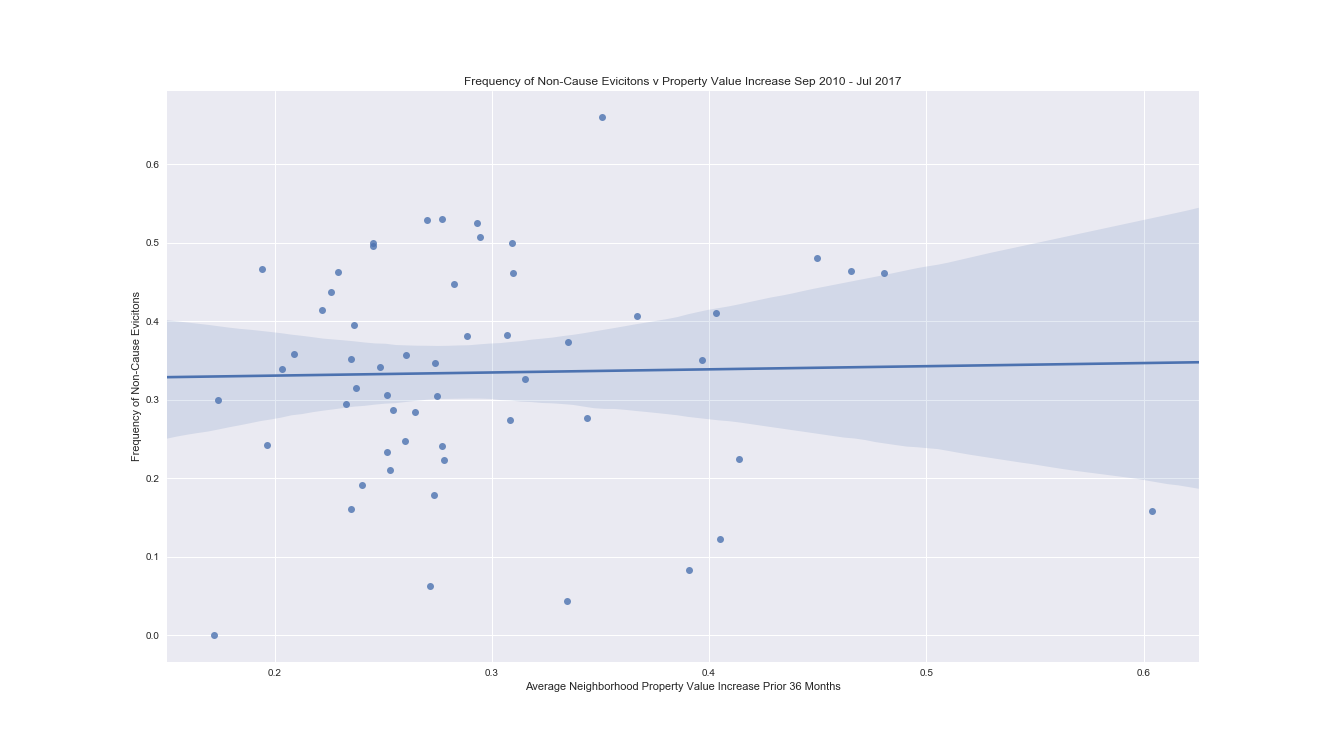 Frequency of Non-Cause Evicitons v Property Value Increase Sep 2010 - Jul 2017
0.6
0.5
0.4
0.3
0.2
0.1
0.0
Frequency of Non-Cause Evicitons
0.2 0.3 0.4 0.5 0.6
Average Neighborhood Property Value Increase Prior 36 Months